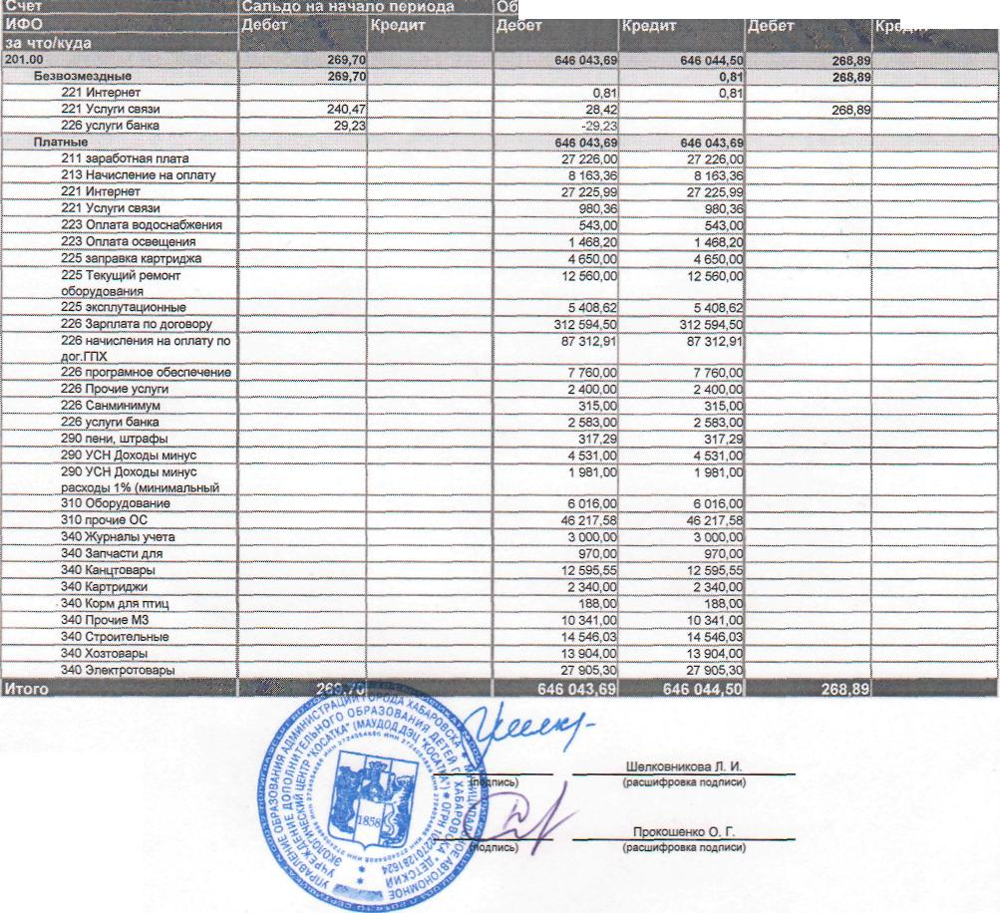 Счет Сальдо на начало периода Об
ИФО Дебет Кредит Дебет Кредит Дебет
за что/куда
201.00 269,70 646 043,69 646 044,50 268,89
Безвозмездные 269,70 0,81 268,89
221 Интернет 0,81 0,81
221 Услуги связи 240,47 28,42 268,89
226 услуги банка 29,23 -29,23
Платные 646 043,69 646 043,69
211 заработная плата 27 226,00 27 226,00
213 Начисление на оплату 8 163,36 8 163,36
221 Интернет 27 225,99 27 225,99
221 Услуги связи 980,36 980,36
223 Оплата водоснабжения 543,00 543,00
223 Оплата освещения 1 468,20 1 468,20
225 заправка картриджа 4 650,00 4 650,00
225 Текущий ремонт 12 560,00 12 560,00
оборудования
225 эксплутационные 5 408,62 5 408,62
226 Зарплата по договору 312 594,50 312 594,50
226 начисления на оплату по 87 312,91 87 312,91
дог.ГПХ
226 програмное обеспечение 7 760,00 7 760,00
226 Прочие услуги 2 400,00 2 400,00
226 Санминимум 315,00 315,00
226 услуги банка 2 583,00 2 583,00
290 пени, штрафы 317,29 317,29
290 УСН Доходы минус 4 531,00 4 531,00
290 УСН Доходы минус 1 981,00 1 981,00
расходы 1% (минимальный
310 Оборудование 6 016,00 6 016,00
310 прочие ОС 46 217,58 46 217,58
340 Журналы учета 3 000,00 3 000,00
340 Запчасти для 970,00 970,00
340 Канцтовары 12 595,55 12 595,55
340 Картриджи 2 340,00 2 340,00
340 Корм для птиц 188,00 188,00
340 Прочие МЗ 10 341,00 10 341,00
340 Строительные 14 546,03 14 546,03
340 Хозтовары 13 904,00 13 904,00
340 Электротовары 27 905,30 27 905,30
Итого 269,70 646 043,69 646 044,50 268,89
УПРАВЛЕНИЕ ОБРАЗОВАНИЯ АДМИНИСТРАЦИИ ГОРОДА ХАБАРОВСКА * МУНИЦИПАЛЬНОЕ АВТОНОМНОЕ
УЧРЕЖДЕНИЕ ДОПОЛНИТЕЛЬНОГО ОБРАЗОВАНИЯ ДЕТЕЙ Г. ХАБАРОВСКА "ДЕТСКИЙ
ЭКОЛОГИЧЕСКИЙ ЦЕНТР "КОСАТКА" (МАУДОД ДЭЦ "КОСАТКА") * ОГРН 1022701281624
1858
Шелковникова Л. И.
(подпись) (расшифровка подписи)
Прокошенко О. Г.
(подпись) (расшифровка подписи)